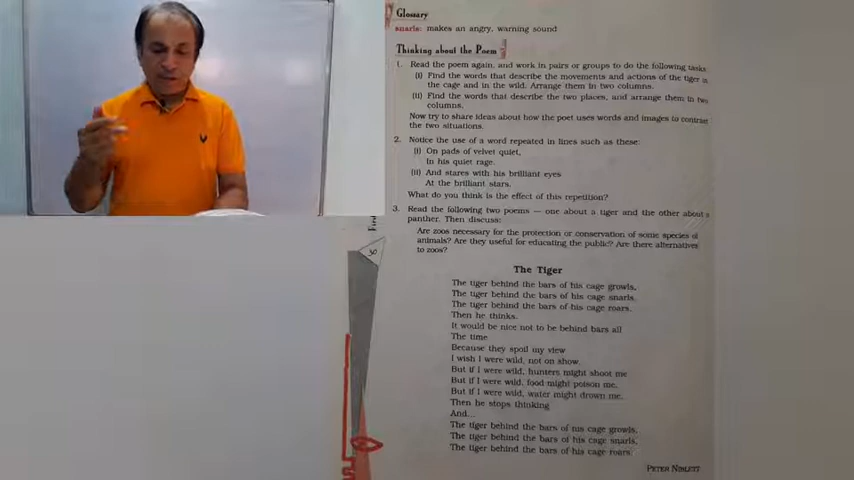 Glossary
snarls: makes an angry, warning sound
Thinking about the Poem
1. Read the poem again, and work in pairs or groups to do the following tasks.
(i) Find the words that describe the movements and actions of the tiger in
the cage and in the wild. Arrange them in two columns.
(ii) Find the words that describe the two places, and arrange them in two
columns.
Now try to share ideas about how the poet uses words and images to contrast
the two situations.
2. Notice the use of a word repeated in lines such as these:
(i) On pads of velvet quiet,
In his quiet rage.
(ii) And stares with his brilliant eyes
At the brilliant stars.
What do you think is the effect of this repetition?
3. Read the following two poems — one about a tiger and the other about a
panther. Then discuss:
Are zoos necessary for the protection or conservation of some species of
animals? Are they useful for educating the public? Are there alternatives
to zoos?
30
The Tiger
The tiger behind the bars of his cage growls,
The tiger behind the bars of his cage snarls,
The tiger behind the bars of his cage roars.
Then he thinks.
It would be nice not to be behind bars all
The time
Because they spoil my view
I wish I were wild, not on show.
But if I were wild, hunters might shoot me,
But if I were wild, food might poison me,
But if I were wild, water might drown me.
Then he stops thinking
And...
The tiger behind the bars of his cage growls,
The tiger behind the bars of his cage snarls,
The tiger behind the bars of his cage roars.
PETER NIBLETT